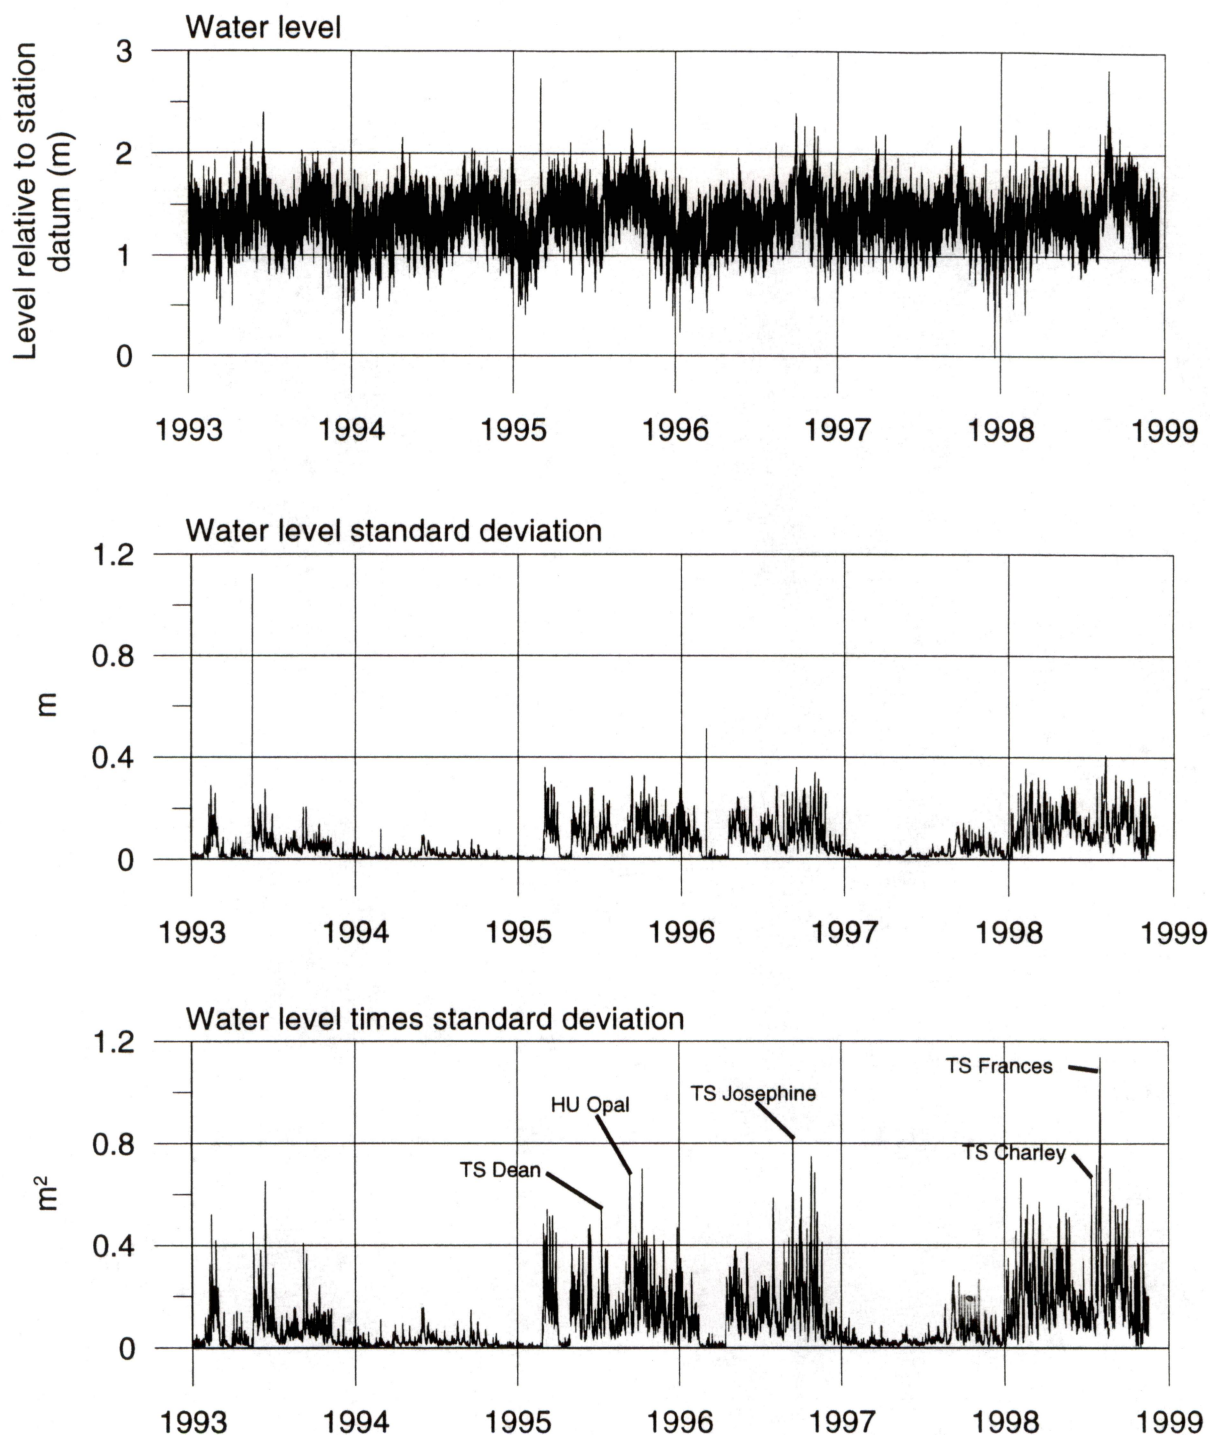 Water level
Level relative to station
datum (m)
3
2
1
0
1993 1994 1995 1996 1997 1998 1999
Water level standard deviation
m
1.2
0.8
0.4
0
1993 1994 1995 1996 1997 1998 1999
Water level times standard deviation
m²
1.2
0.8
0.4
0
TS Frances
TS Josephine
HU Opal
TS Charley
TS Dean
1993 1994 1995 1996 1997 1998 1999